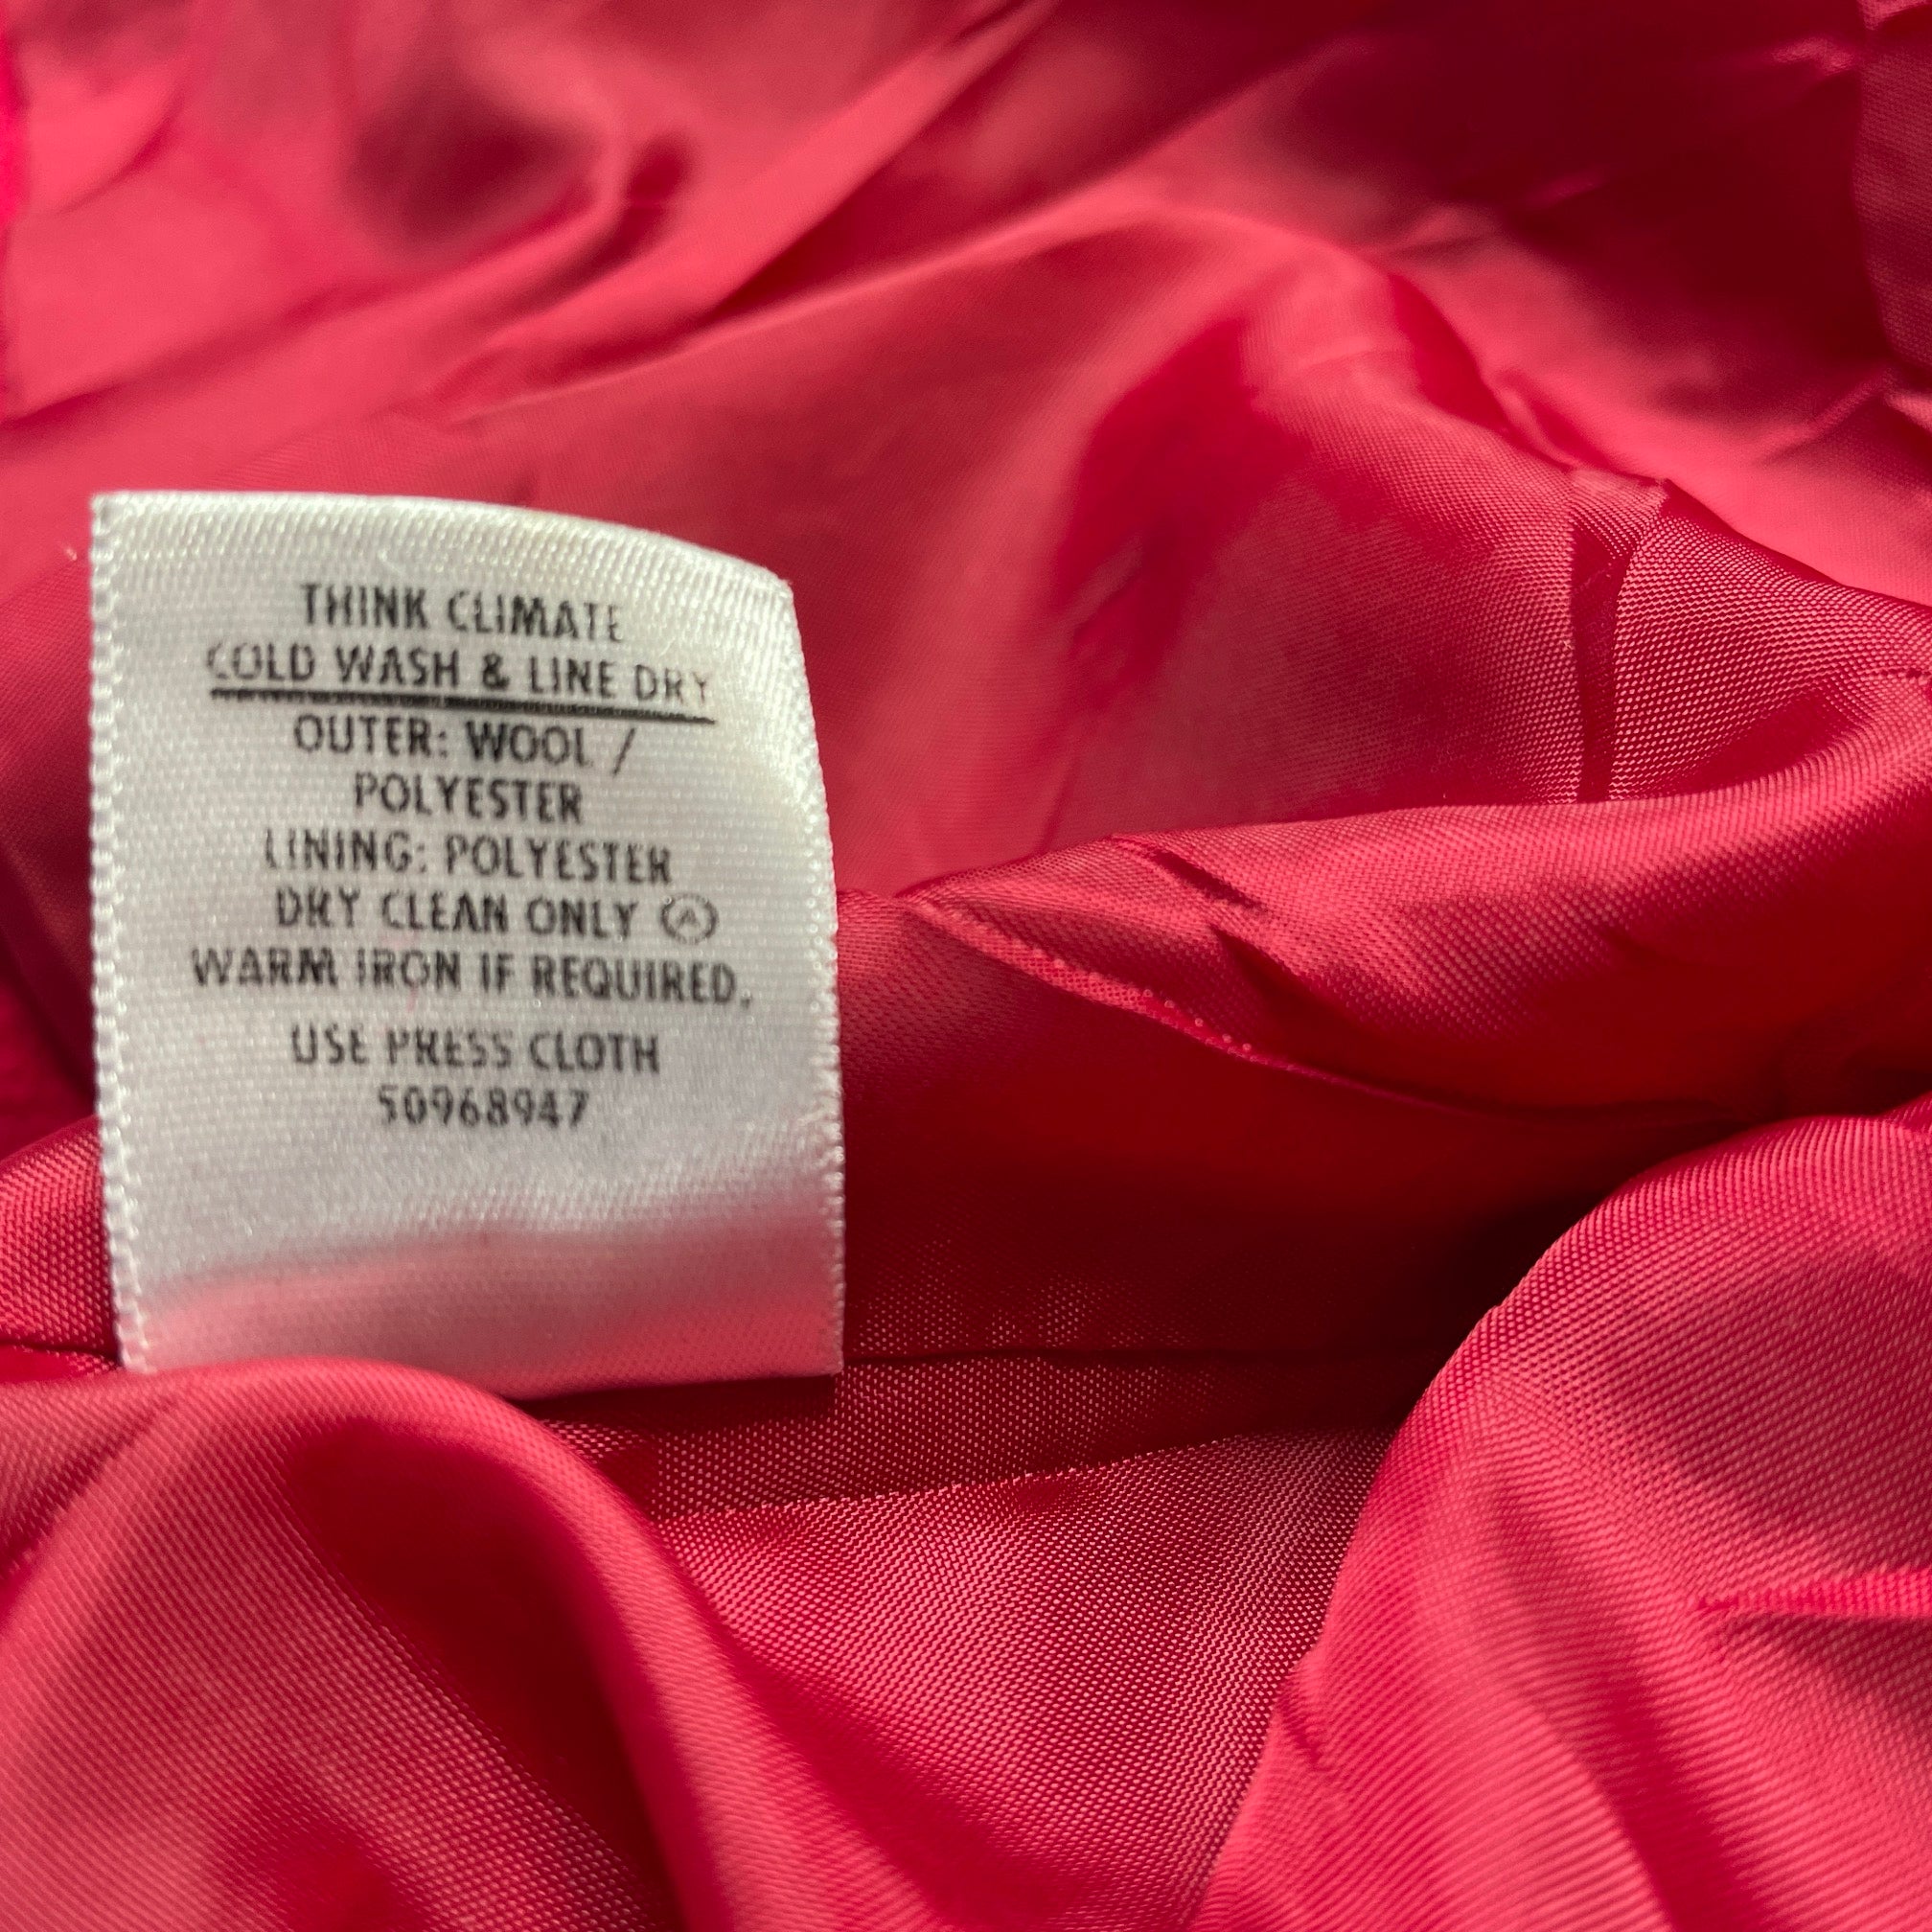 THINK CLIMATE
COLD WASH & LINE DRY
OUTER: WOOL /
POLYESTER
LINING: POLYESTER
DRY CLEAN ONLY Ⓐ
WARM IRON IF REQUIRED.
USE PRESS CLOTH
50968947